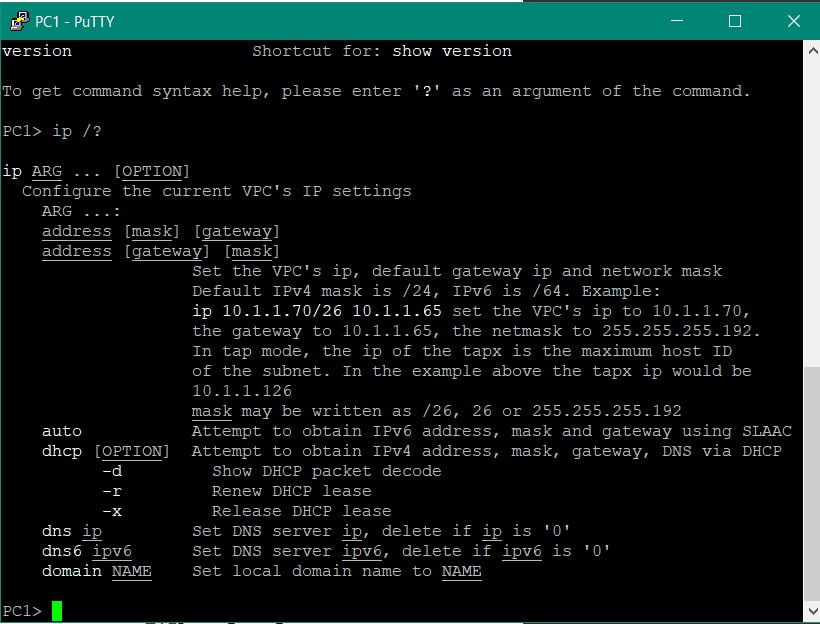 PC1 - PuTTY
version Shortcut for: show version
To get command syntax help, please enter '?' as an argument of the command.
PC1> ip /?
ip ARG ... [OPTION]
Configure the current VPC's IP settings
ARG ...:
address [mask] [gateway]
address [gateway] [mask]
Set the VPC's ip, default gateway ip and network mask
Default IPv4 mask is /24, IPv6 is /64. Example:
ip 10.1.1.70/26 10.1.1.65 set the VPC's ip to 10.1.1.70,
the gateway to 10.1.1.65, the netmask to 255.255.255.192.
In tap mode, the ip of the tapx is the maximum host ID
of the subnet. In the example above the tapx ip would be
10.1.1.126
mask may be written as /26, 26 or 255.255.255.192
auto Attempt to obtain IPv6 address, mask and gateway using SLAAC
dhcp [OPTION] Attempt to obtain IPv4 address, mask, gateway, DNS via DHCP
-d Show DHCP packet decode
-r Renew DHCP lease
-x Release DHCP lease
dns ip Set DNS server ip, delete if ip is '0'
dns6 ipv6 Set DNS server ipv6, delete if ipv6 is '0'
domain NAME Set local domain name to NAME
PC1>